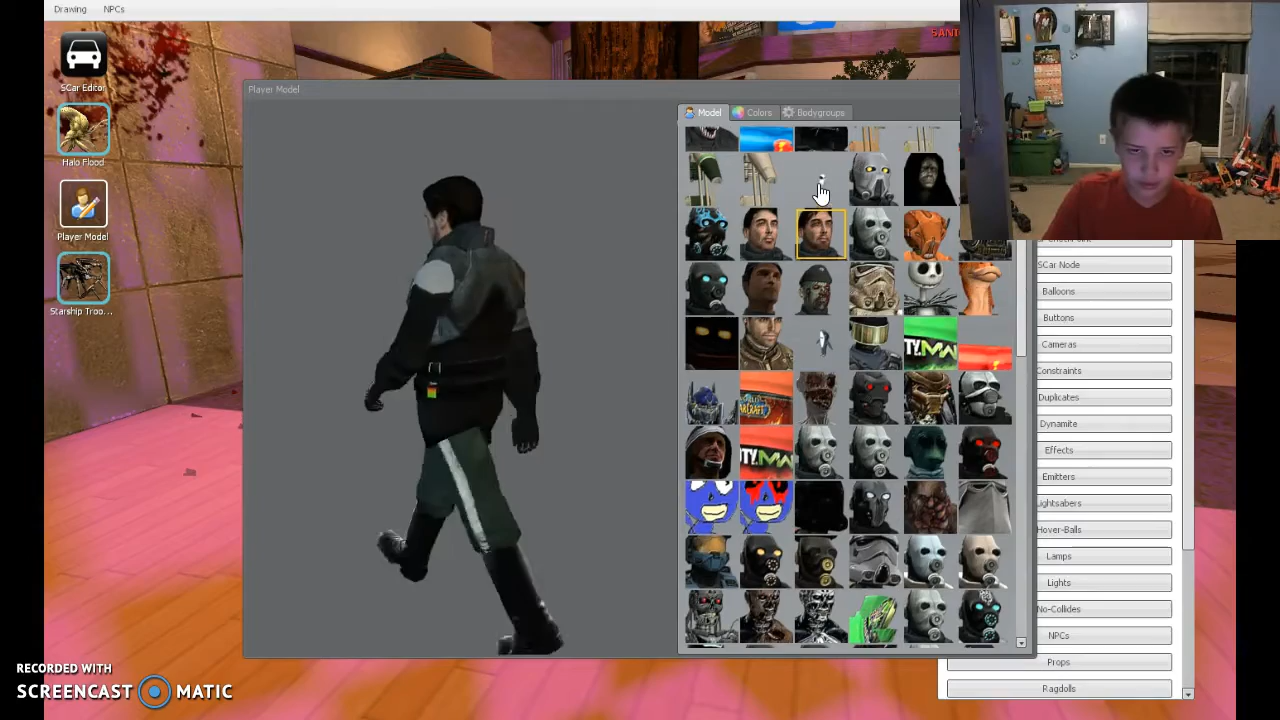 Drawing NPCs
SANT
SCar Editor
Halo Flood
Player Model
Starship Troo...
Player Model
Model Colors Bodygroups
SCar Node
Balloons
Buttons
Cameras
Constraints
Duplicates
Dynamite
Effects
Emitters
Lightsabers
Hover-Balls
Lamps
Lights
No-Collides
NPCs
Props
Ragdolls
RECORDED WITH
SCREENCAST MATIC